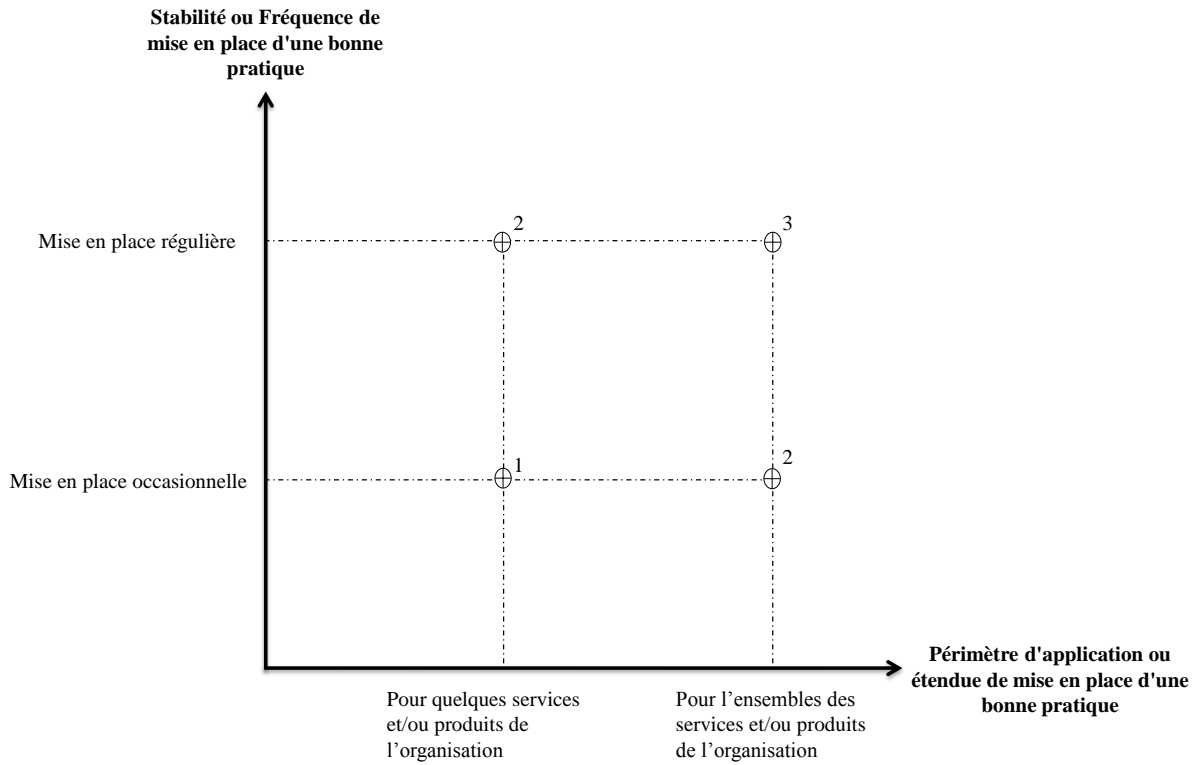 Stabilité ou Fréquence de
mise en place d'une bonne
pratique
2
3
Mise en place régulière
1
2
Mise en place occasionnelle
Périmètre d'application ou
étendue de mise en place d'une
bonne pratique
Pour quelques services
et/ou produits de
l’organisation
Pour l’ensembles des
services et/ou produits
de l’organisation